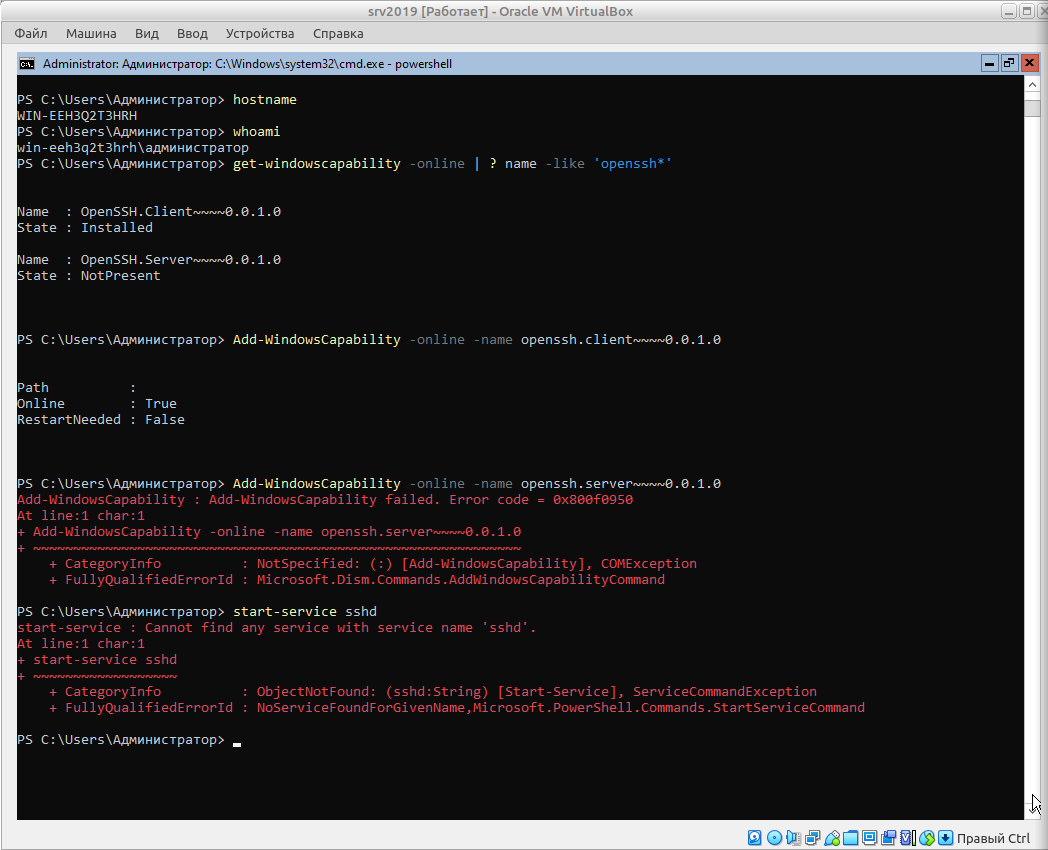 srv2019 [Работает] - Oracle VM VirtualBox
Файл Машина Вид Ввод Устройства Справка
Administrator: Администратор: C:\Windows\system32\cmd.exe - powershell
PS C:\Users\Администратор> hostname
WIN-EEH3Q2T3HRH
PS C:\Users\Администратор> whoami
win-eeh3q2t3hrh\администратор
PS C:\Users\Администратор> get-windowscapability -online | ? name -like 'openssh*'
Name  : OpenSSH.Client~~~~0.0.1.0
State : Installed
Name  : OpenSSH.Server~~~~0.0.1.0
State : NotPresent
PS C:\Users\Администратор> Add-WindowsCapability -online -name openssh.client~~~~0.0.1.0
Path          :
Online        : True
RestartNeeded : False
PS C:\Users\Администратор> Add-WindowsCapability -online -name openssh.server~~~~0.0.1.0
Add-WindowsCapability : Add-WindowsCapability failed. Error code = 0x800f0950
At line:1 char:1
+ Add-WindowsCapability -online -name openssh.server~~~~0.0.1.0
+ ~~~~~~~~~~~~~~~~~~~~~~~~~~~~~~~~~~~~~~~~~~~~~~~~~~~~~~~~~~~~~
    + CategoryInfo          : NotSpecified: (:) [Add-WindowsCapability], COMException
    + FullyQualifiedErrorId : Microsoft.Dism.Commands.AddWindowsCapabilityCommand
PS C:\Users\Администратор> start-service sshd
start-service : Cannot find any service with service name 'sshd'.
At line:1 char:1
+ start-service sshd
+ ~~~~~~~~~~~~~~~~~~
    + CategoryInfo          : ObjectNotFound: (sshd:String) [Start-Service], ServiceCommandException
    + FullyQualifiedErrorId : NoServiceFoundForGivenName,Microsoft.PowerShell.Commands.StartServiceCommand
PS C:\Users\Администратор>
Правый Ctrl